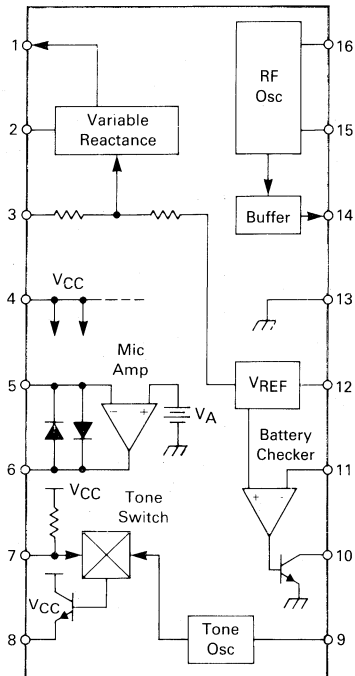 1
16
RF
Osc
Variable
Reactance
2
15
Buffer
3
14
VCC
4
13
Mic
Amp
5
- +
VA
VREF
12
Battery
Checker
6
11
+ -
VCC
Tone
Switch
7
10
VCC
8
Tone
Osc
9